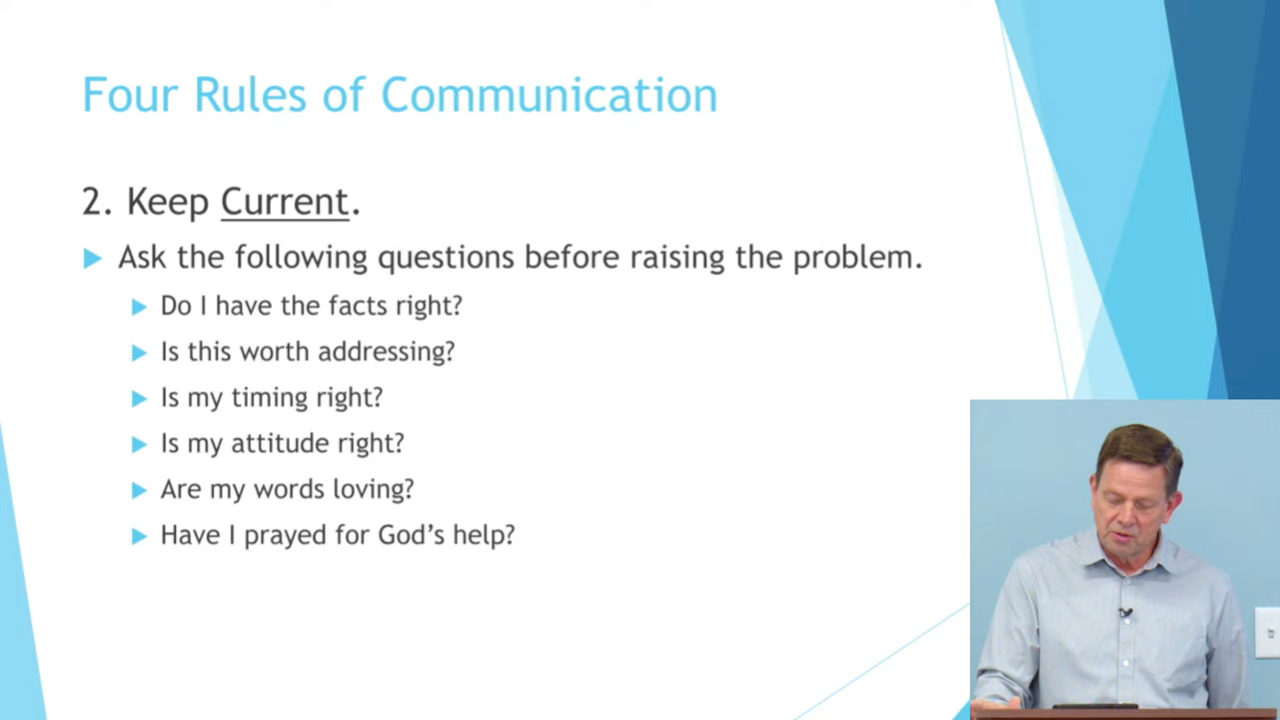 Four Rules of Communication
2. Keep Current.
Ask the following questions before raising the problem.
Do I have the facts right?
Is this worth addressing?
Is my timing right?
Is my attitude right?
Are my words loving?
Have I prayed for God's help?